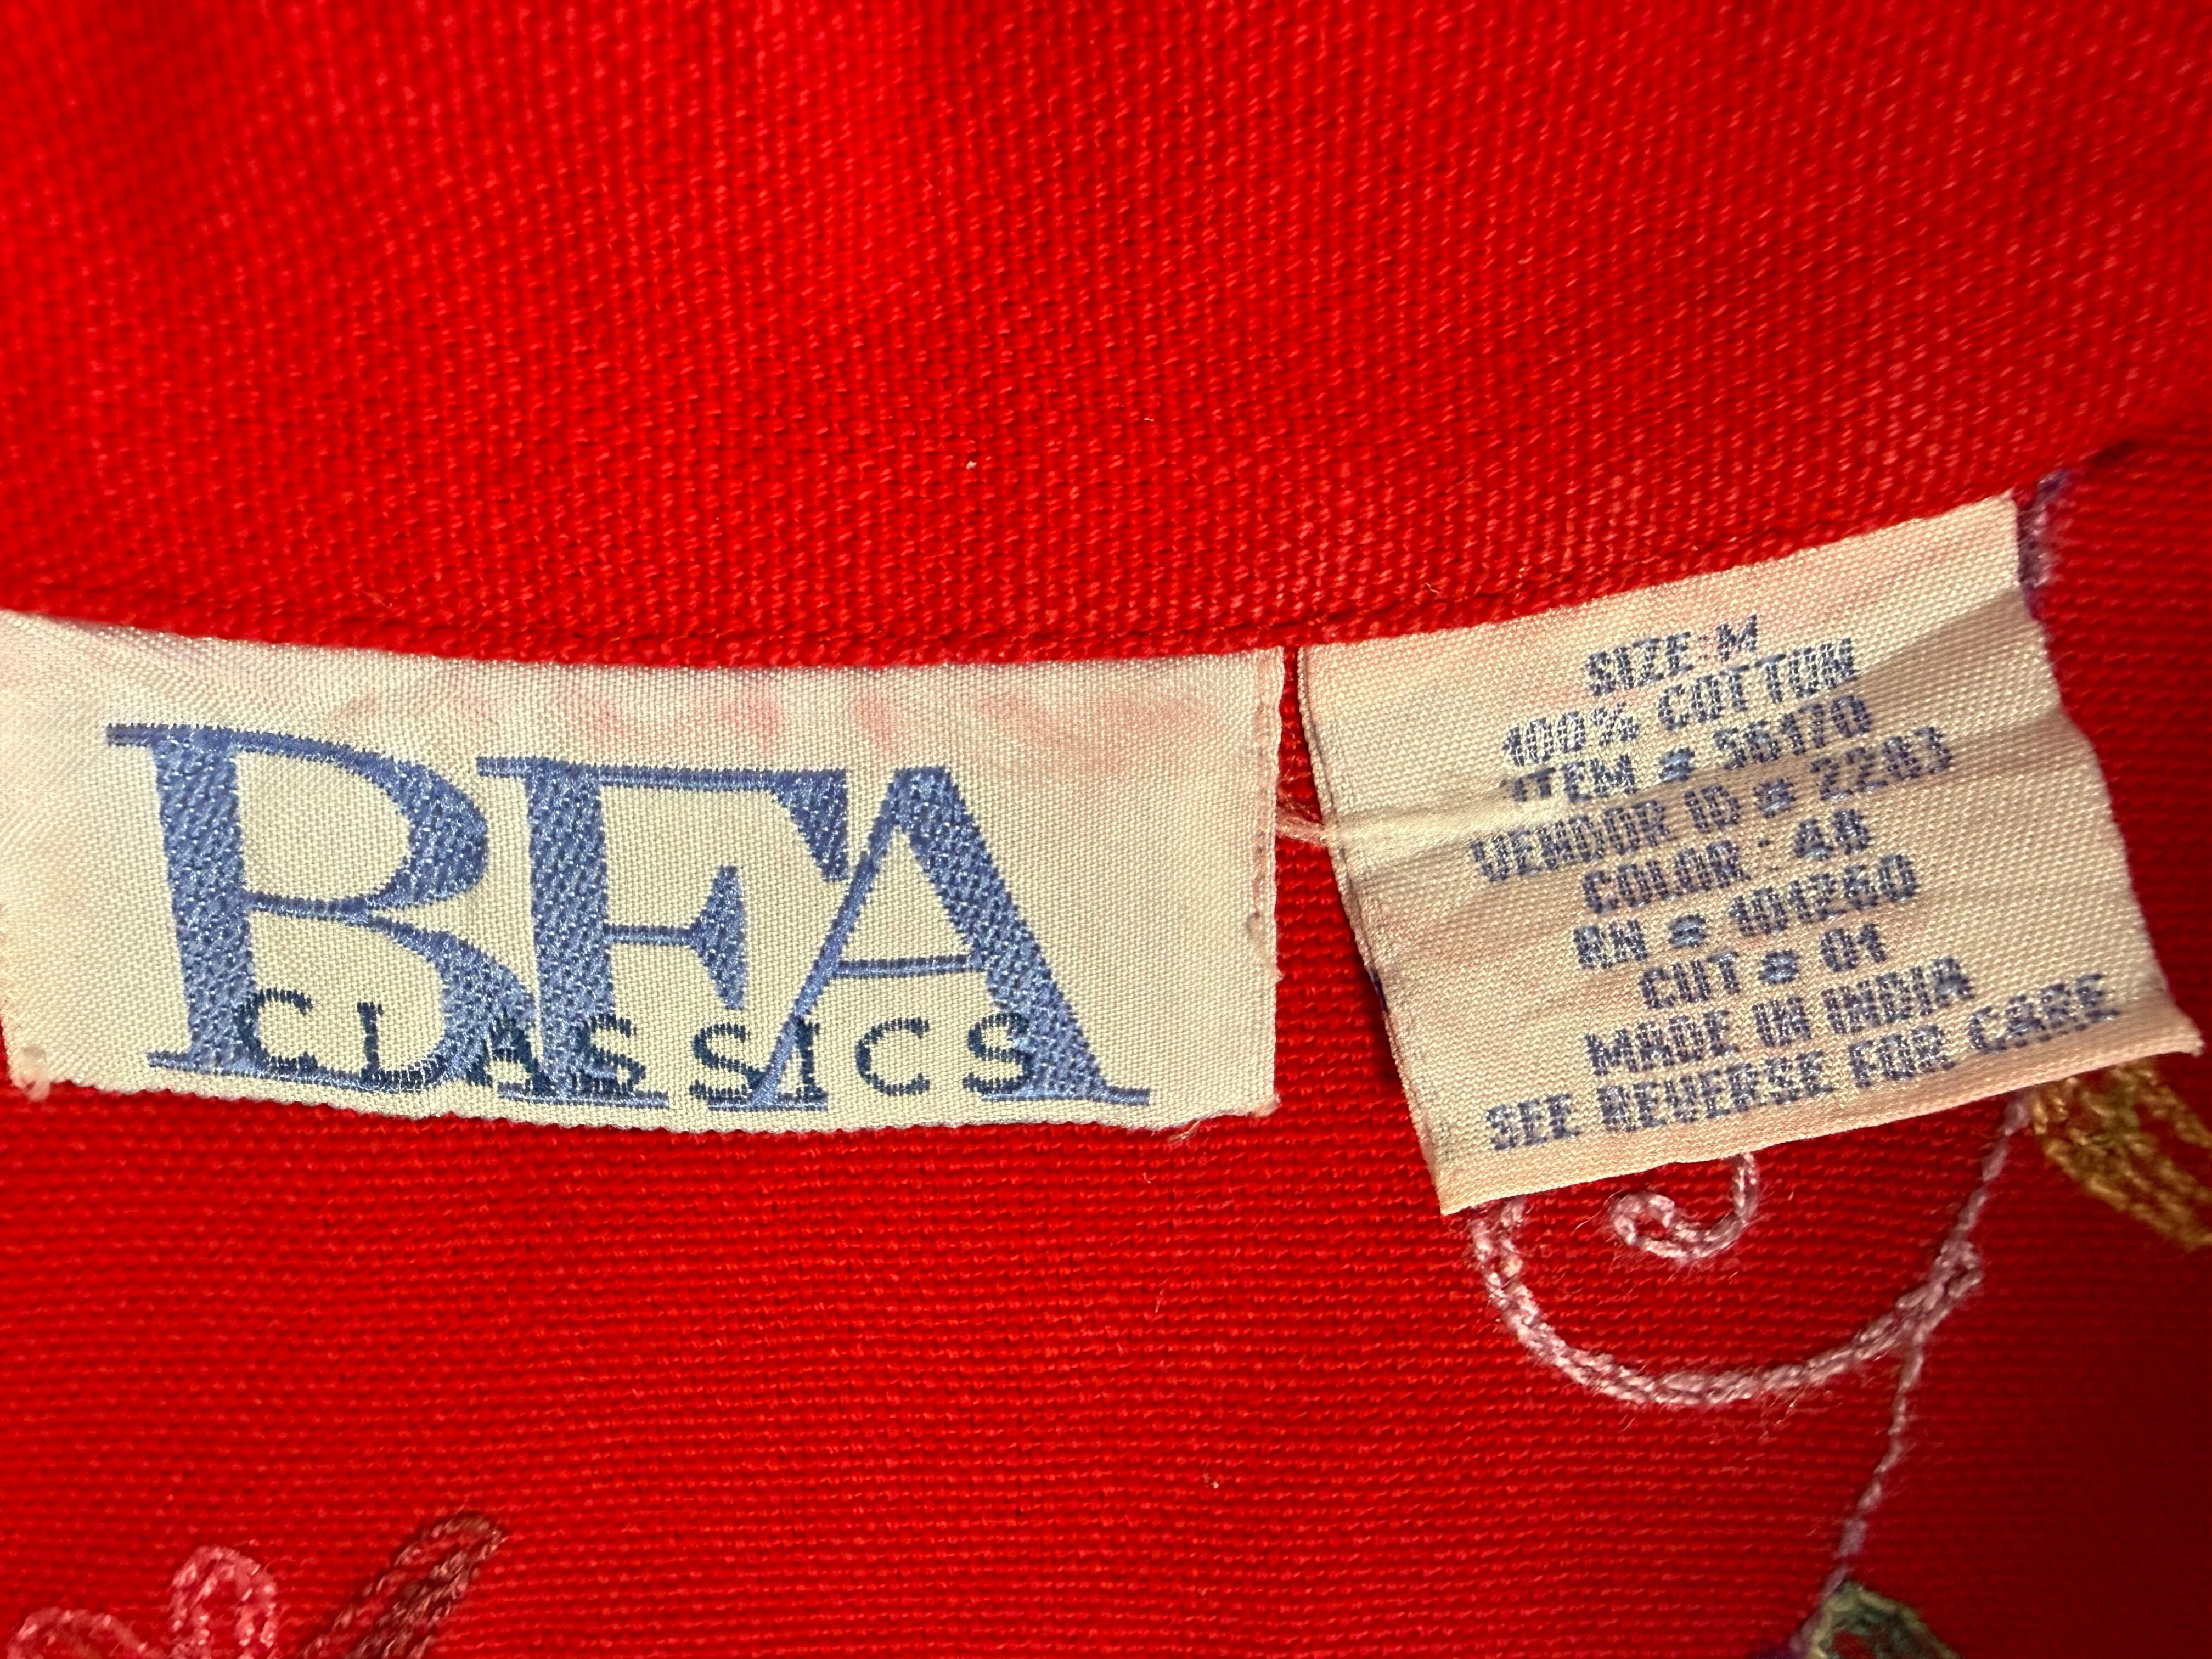 BFA
CLASSICS
SIZE:M
100% COTTON
ITEM # 56170
VENDOR ID # 2283
COLOR - 48
RN # 101260
CUT # 01
MADE IN INDIA
SEE REVERSE FOR CARE